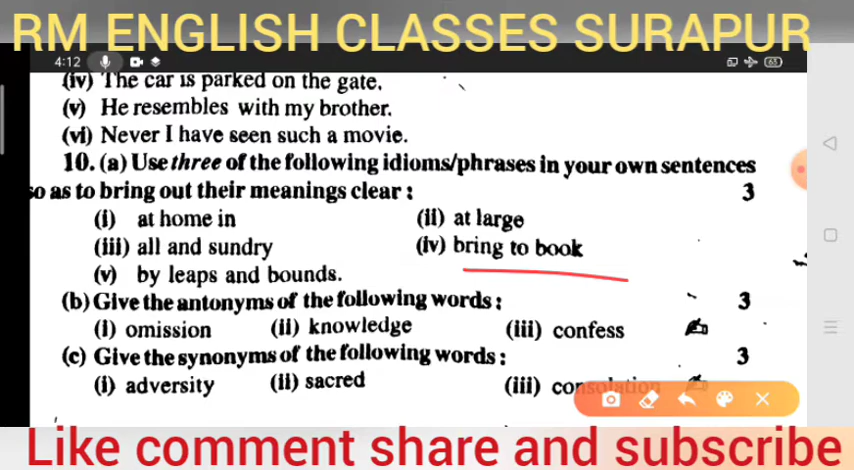 RM ENGLISH CLASSES SURAPUR
4:12
63
(iv) The car is parked on the gate.
(v) He resembles with my brother.
(vi) Never I have seen such a movie.
10. (a) Use three of the following idioms/phrases in your own sentences
so as to bring out their meanings clear : 3
(i) at home in (ii) at large
(iii) all and sundry (iv) bring to book
(v) by leaps and bounds.
(b) Give the antonyms of the following words : 3
(i) omission (ii) knowledge (iii) confess
(c) Give the synonyms of the following words : 3
(i) adversity (ii) sacred (iii) consolation
Like comment share and subscribe